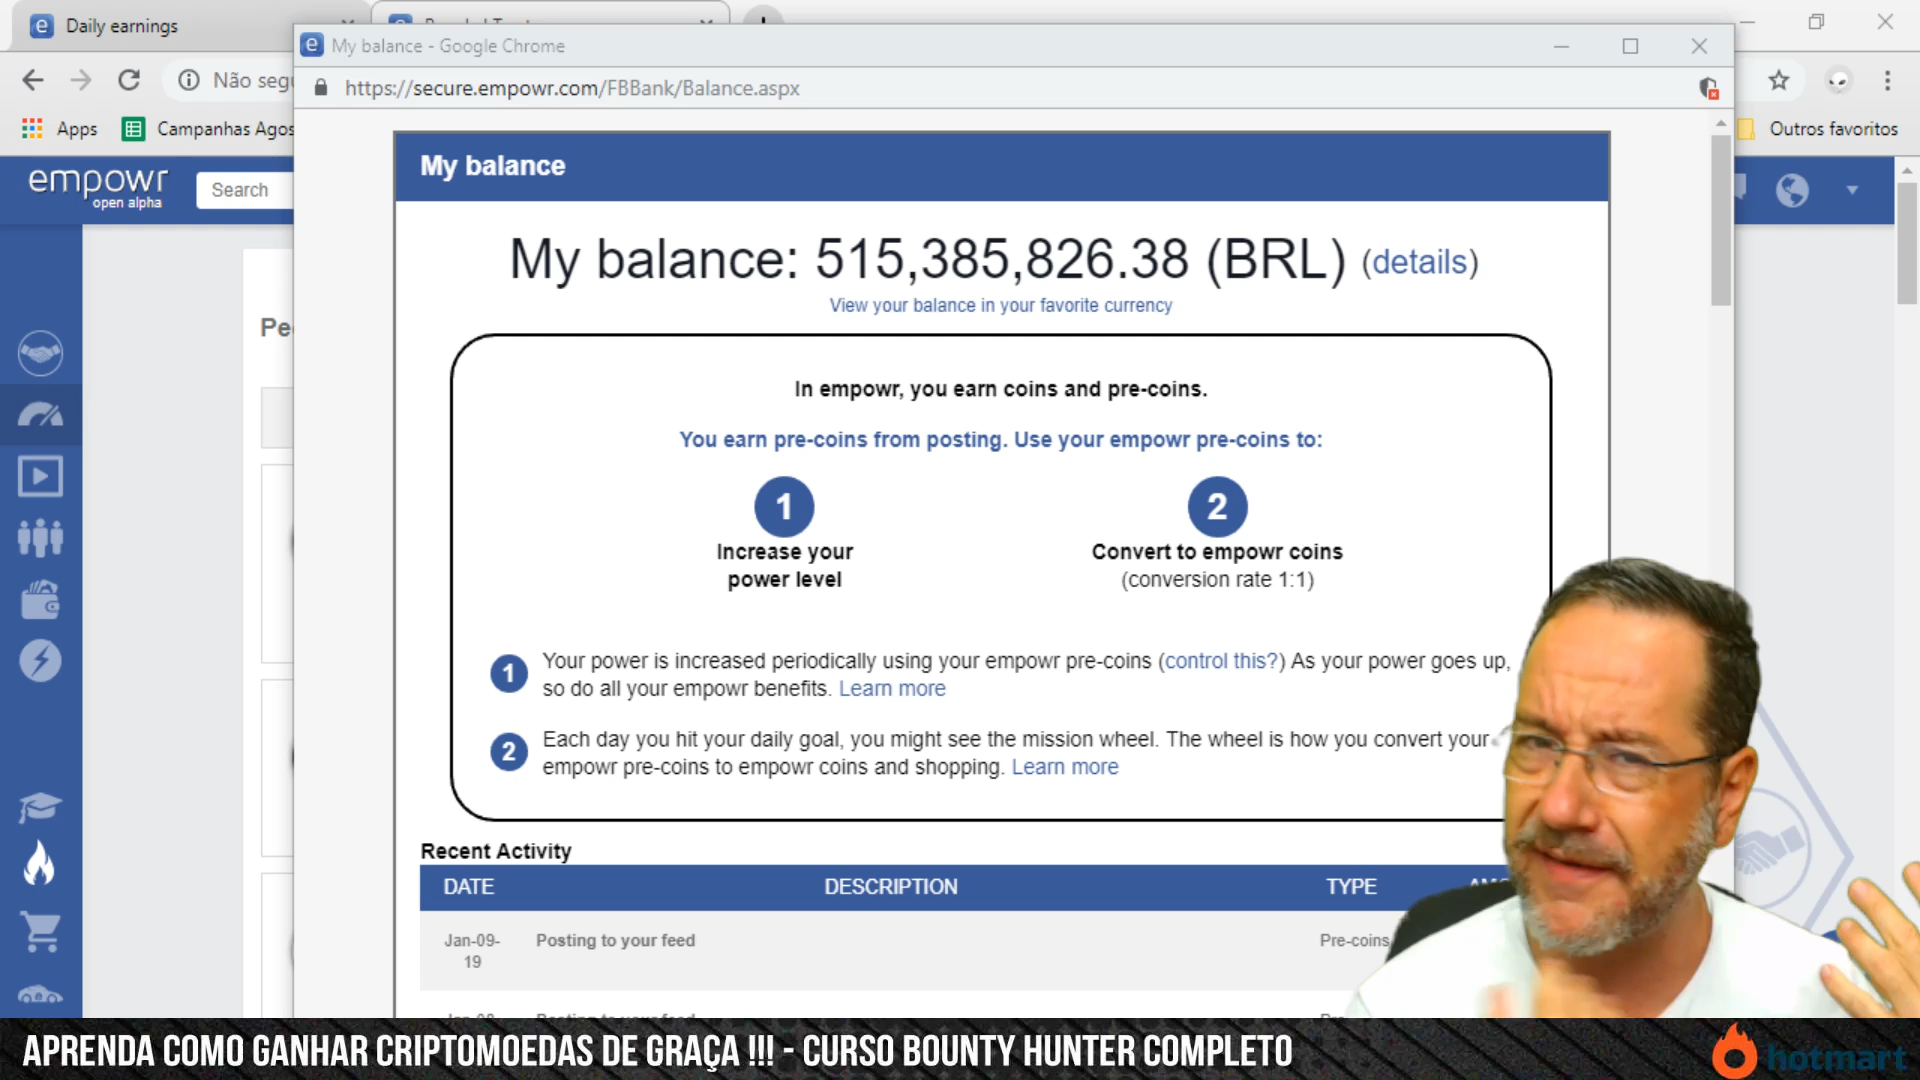 Daily earnings
My balance - Google Chrome
Não seg
https://secure.empowr.com/FBBank/Balance.aspx
Apps
Campanhas Agos
Outros favoritos
empowr
open alpha
Search
My balance
My balance: 515,385,826.38 (BRL) (details)
View your balance in your favorite currency
Pe
In empowr, you earn coins and pre-coins.
You earn pre-coins from posting. Use your empowr pre-coins to:
1
2
Increase your
power level
Convert to empowr coins
(conversion rate 1:1)
1 Your power is increased periodically using your empowr pre-coins (control this?) As your power goes up,
so do all your empowr benefits. Learn more
2 Each day you hit your daily goal, you might see the mission wheel. The wheel is how you convert your
empowr pre-coins to empowr coins and shopping. Learn more
Recent Activity
DATE DESCRIPTION TYPE
Jan-09-
19
Posting to your feed
Pre-coins
APRENDA COMO GANHAR CRIPTOMOEDAS DE GRAÇA !!! - CURSO BOUNTY HUNTER COMPLETO
hotmart